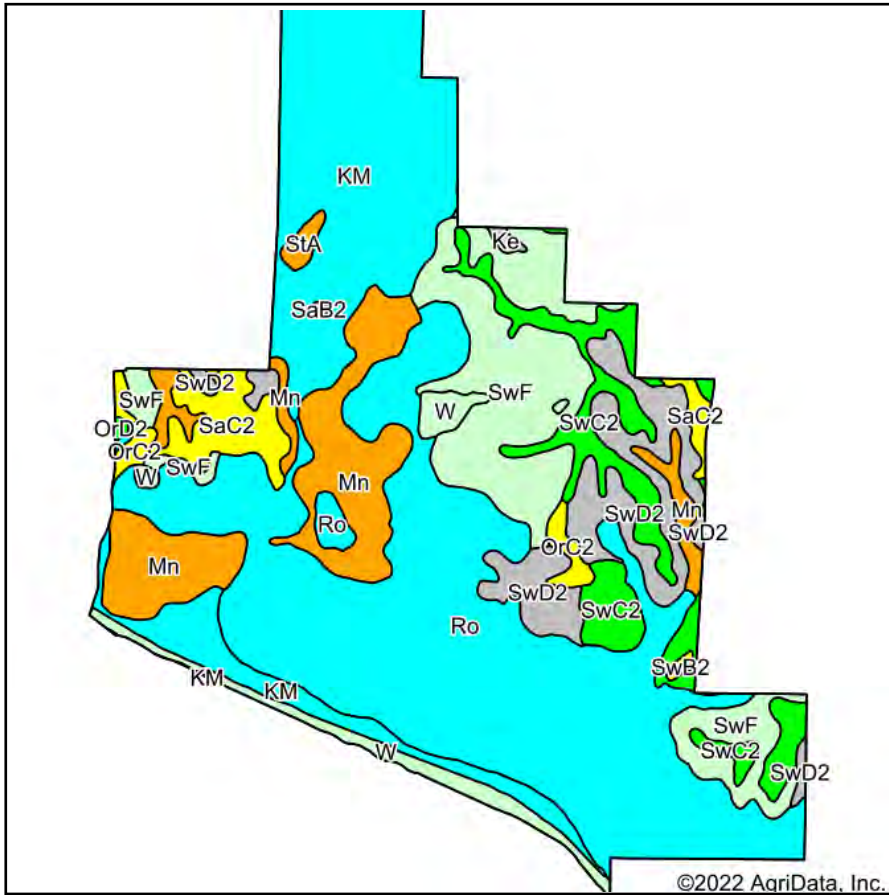 KM
StA
Ke
SaB2
SwD2
SwF
Mn
SwF
W
SwC2
SaC2
OrD2
SaC2
OrC2
SwF
W
Mn
Ro
SwD2
Mn
SwD2
OrC2
Mn
SwD2
SwC2
Ro
SwB2
KM
KM
W
SwF
SwC2
SwD2
©2022 AgriData, Inc.